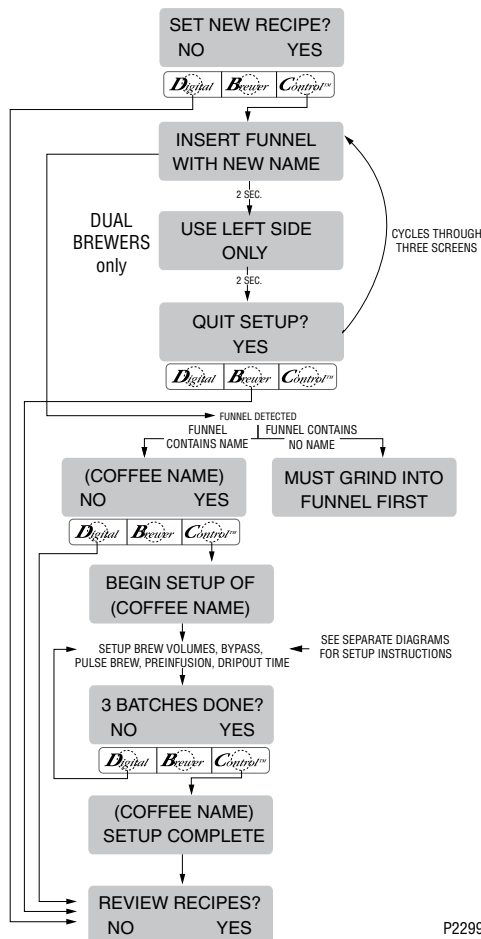 SET NEW RECIPE?
NO YES
Digital Brewer Control™
INSERT FUNNEL
WITH NEW NAME
2 SEC.
DUAL
BREWERS
only
USE LEFT SIDE
ONLY
CYCLES THROUGH
THREE SCREENS
2 SEC.
QUIT SETUP?
YES
Digital Brewer Control™
FUNNEL DETECTED
FUNNEL
CONTAINS NAME
FUNNEL CONTAINS
NO NAME
(COFFEE NAME)
NO YES
MUST GRIND INTO
FUNNEL FIRST
Digital Brewer Control™
BEGIN SETUP OF
(COFFEE NAME)
SETUP BREW VOLUMES, BYPASS,
PULSE BREW, PREINFUSION, DRIPOUT TIME
SEE SEPARATE DIAGRAMS
FOR SETUP INSTRUCTIONS
3 BATCHES DONE?
NO YES
Digital Brewer Control™
(COFFEE NAME)
SETUP COMPLETE
REVIEW RECIPES?
NO YES
P2299